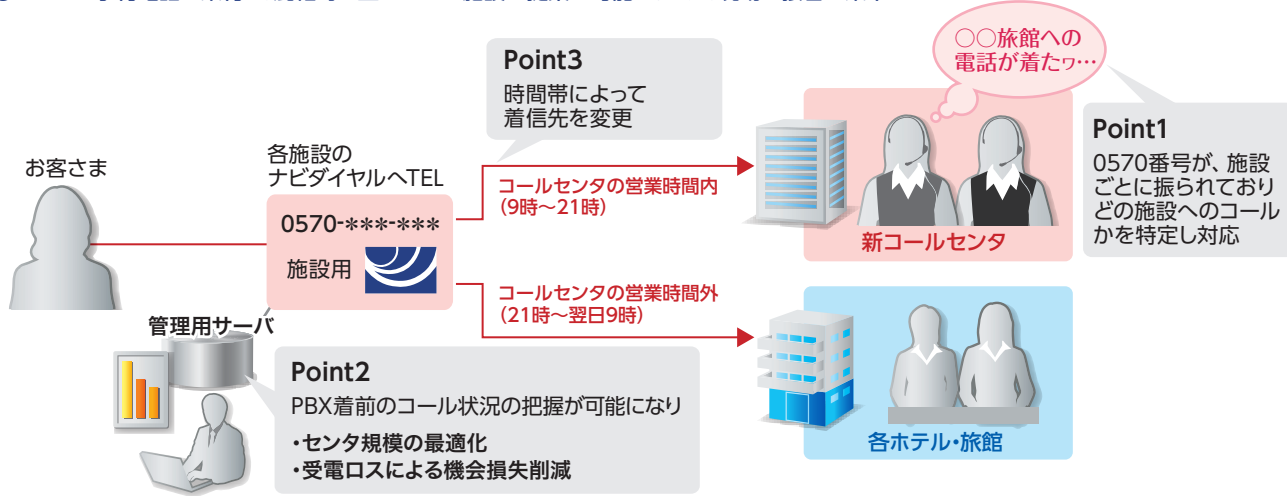 ○○旅館への
電話が着たヮ…
Point3
時間帯によって
着信先を変更
Point1
0570番号が、施設
ごとに振られており
どの施設へのコール
かを特定し対応
お客さま
各施設の
ナビダイヤルへTEL
0570-***-***
施設用
コールセンタの営業時間内
(9時〜21時)
新コールセンタ
コールセンタの営業時間外
(21時〜翌日9時)
管理用サーバ
Point2
PBX着前のコール状況の把握が可能になり
・センタ規模の最適化
・受電ロスによる機会損失削減
各ホテル・旅館